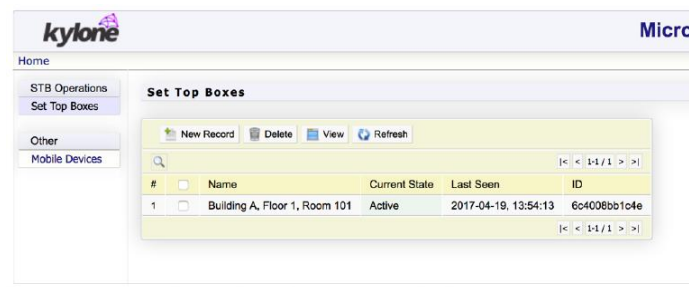 kylone
Micro
Home
STB Operations
Set Top Boxes
Other
Mobile Devices
Set Top Boxes
New Record Delete View Refresh
|< < 1-1 / 1 > >|
# Name Current State Last Seen ID
1 Building A, Floor 1, Room 101 Active 2017-04-19, 13:54:13 6c4008bb1c4e
|< < 1-1 / 1 > >|